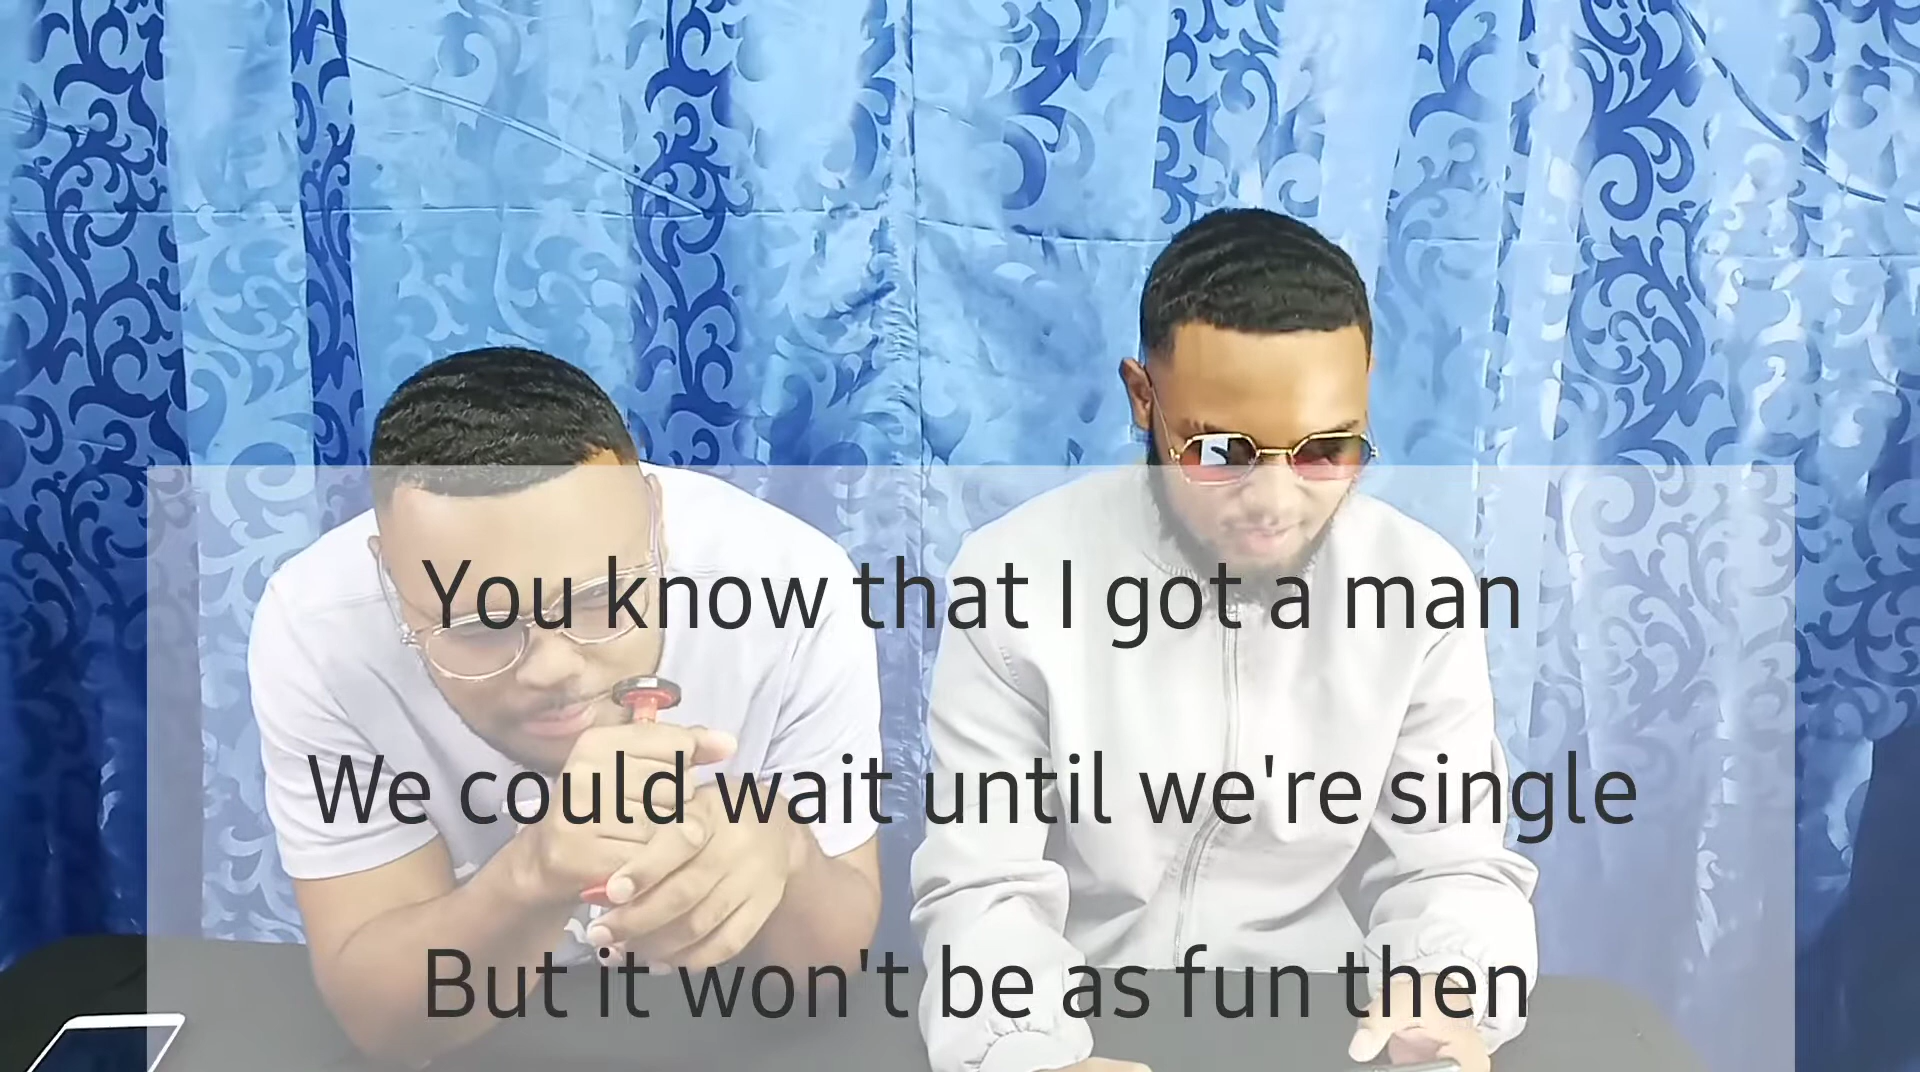 You know that I got a man
We could wait until we're single
But it won't be as fun then